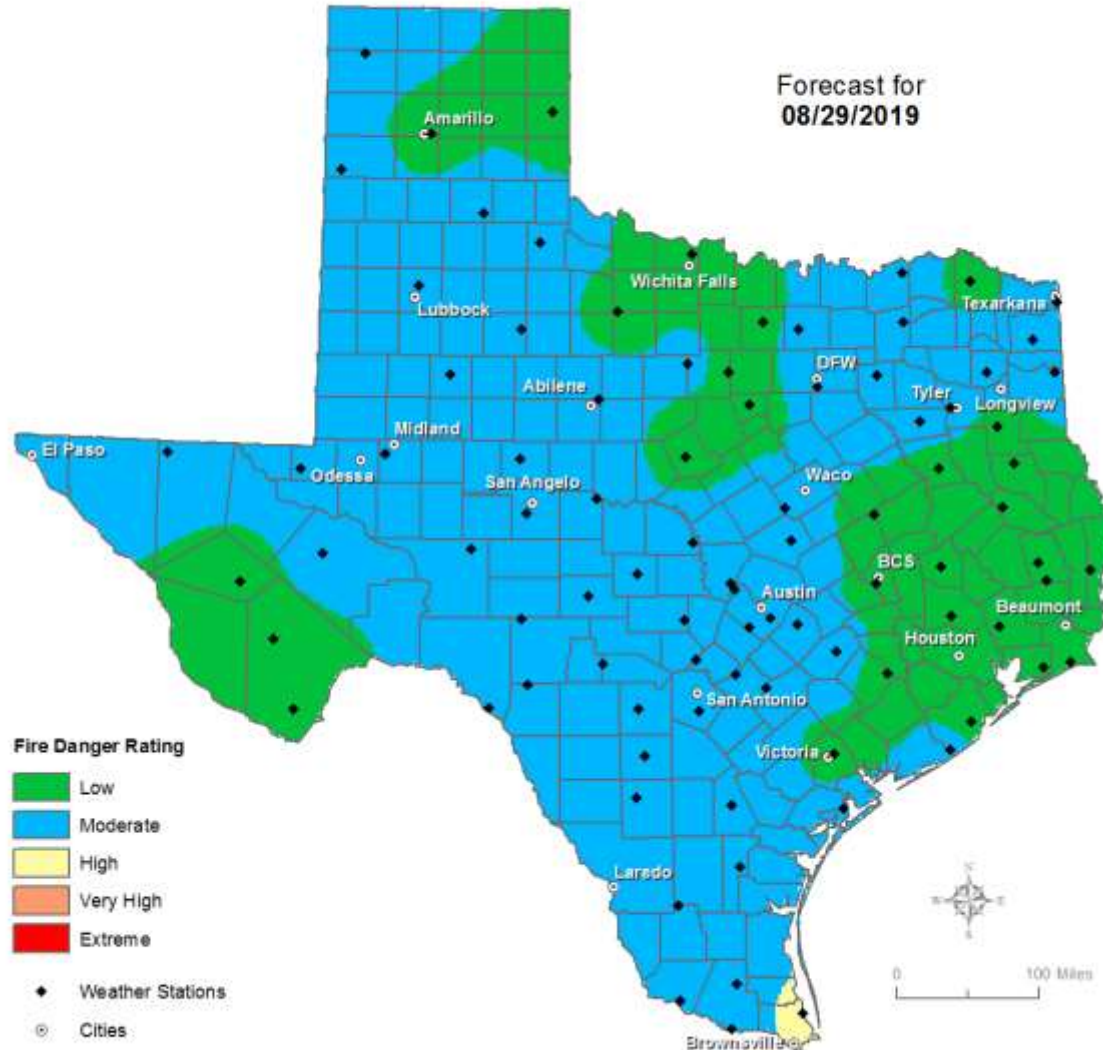 Forecast for
08/29/2019
Amarillo
Wichita Falls
Texarkana
Lubbock
DFW
Abilene
Tyler
Longview
Midland
El Paso
Odessa
San Angelo
Waco
BCS
Austin
Beaumont
Houston
San Antonio
Victoria
Fire Danger Rating
Low
Moderate
High
Very High
Extreme
Laredo
N
W E
S
0 100 Miles
Weather Stations
Cities
Brownsville